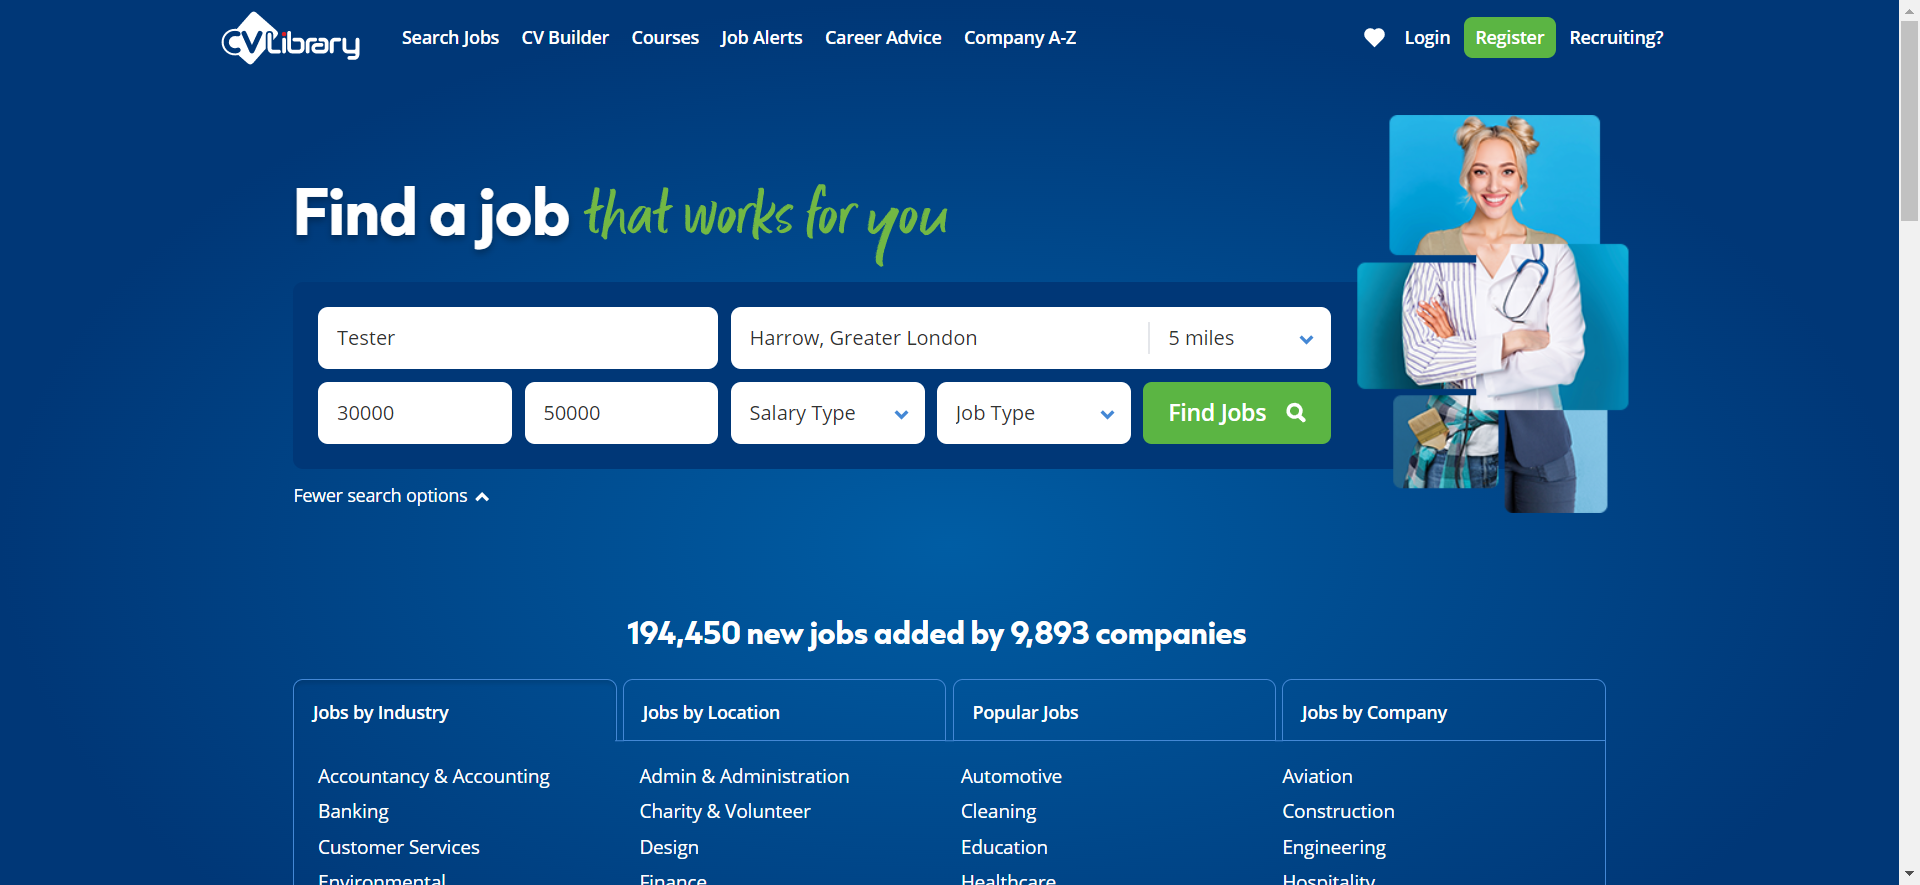 CVLibrary
Search Jobs CV Builder Courses Job Alerts Career Advice Company A-Z
Login Register Recruiting?
Find a job that works for you
Tester
Harrow, Greater London 5 miles
30000 50000 Salary Type Job Type Find Jobs
Fewer search options
194,450 new jobs added by 9,893 companies
Jobs by Industry Jobs by Location Popular Jobs Jobs by Company
Accountancy & Accounting Admin & Administration Automotive Aviation
Banking Charity & Volunteer Cleaning Construction
Customer Services Design Education Engineering
Environmental Finance Healthcare Hospitality